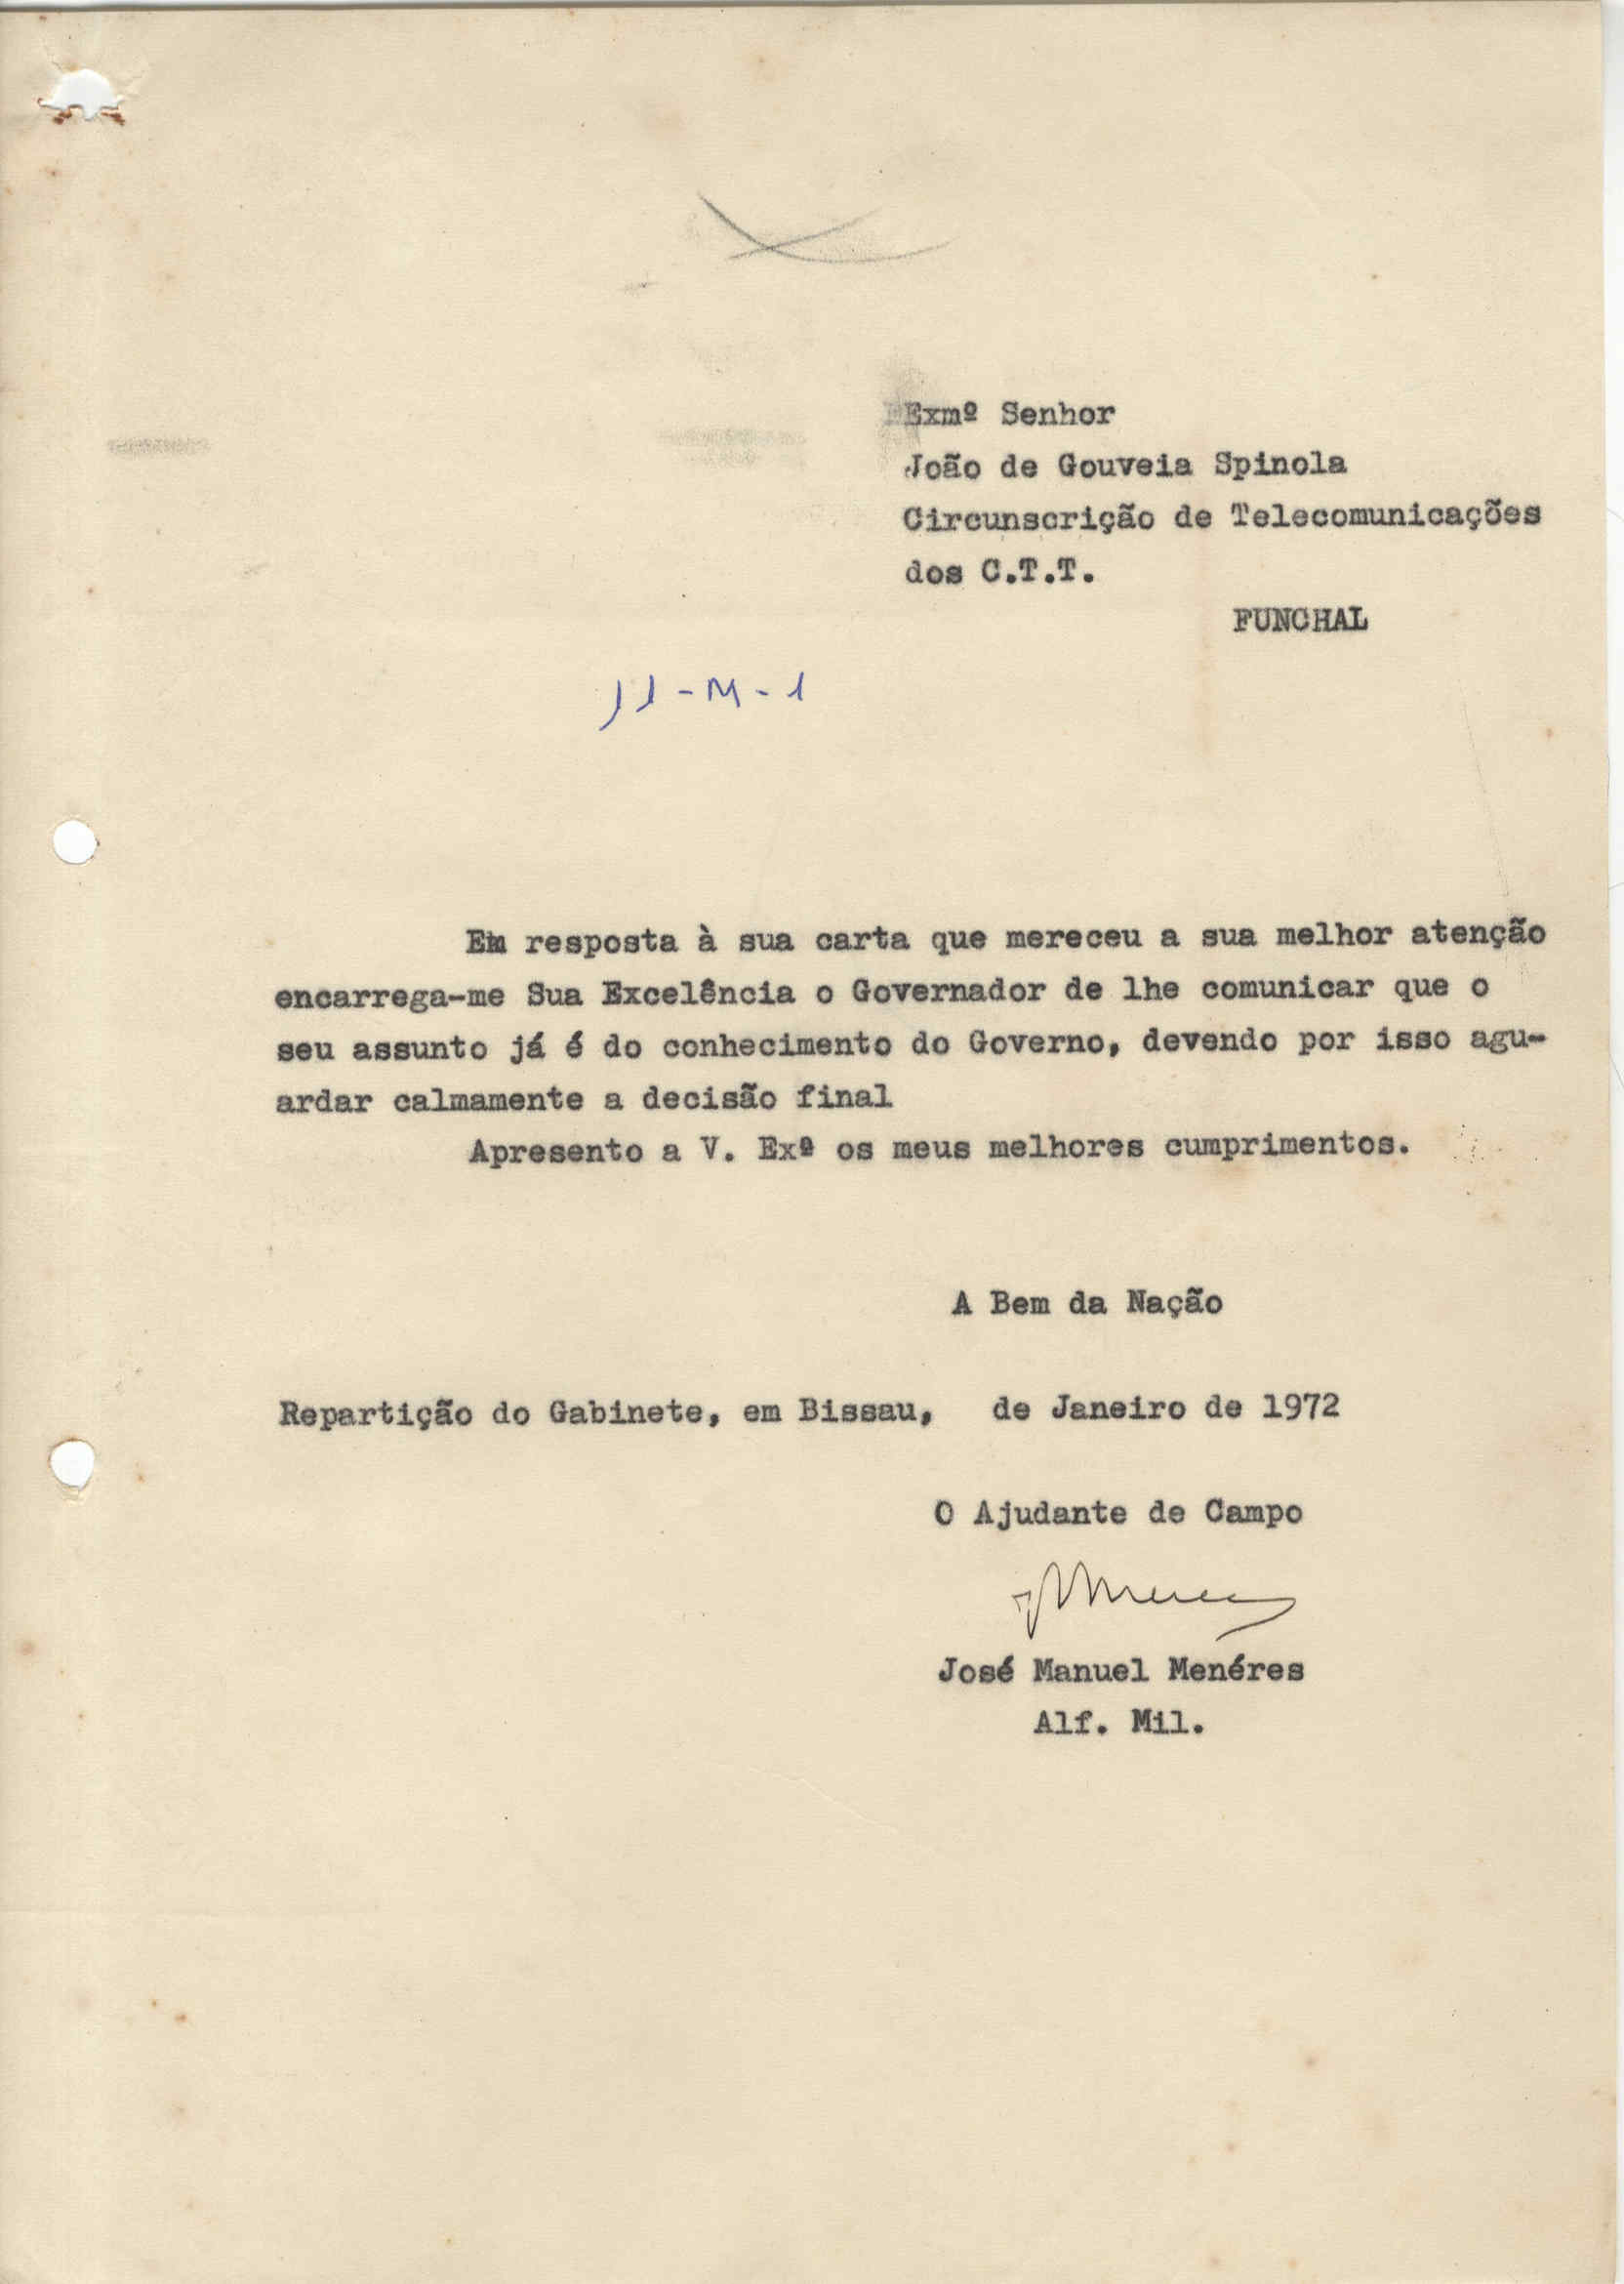 Exmº Senhor
João de Gouveia Spinola
Circunscrição de Telecomunicações
dos C.T.T.
FUNCHAL
11-M-1
Em resposta à sua carta que mereceu a sua melhor atenção
encarrega-me Sua Excelência o Governador de lhe comunicar que o
seu assunto já é do conhecimento do Governo, devendo por isso agu-
ardar calmamente a decisão final
Apresento a V. Exª os meus melhores cumprimentos.
A Bem da Nação
Repartição do Gabinete, em Bissau, de Janeiro de 1972
O Ajudante de Campo
José Manuel Menéres
Alf. Mil.